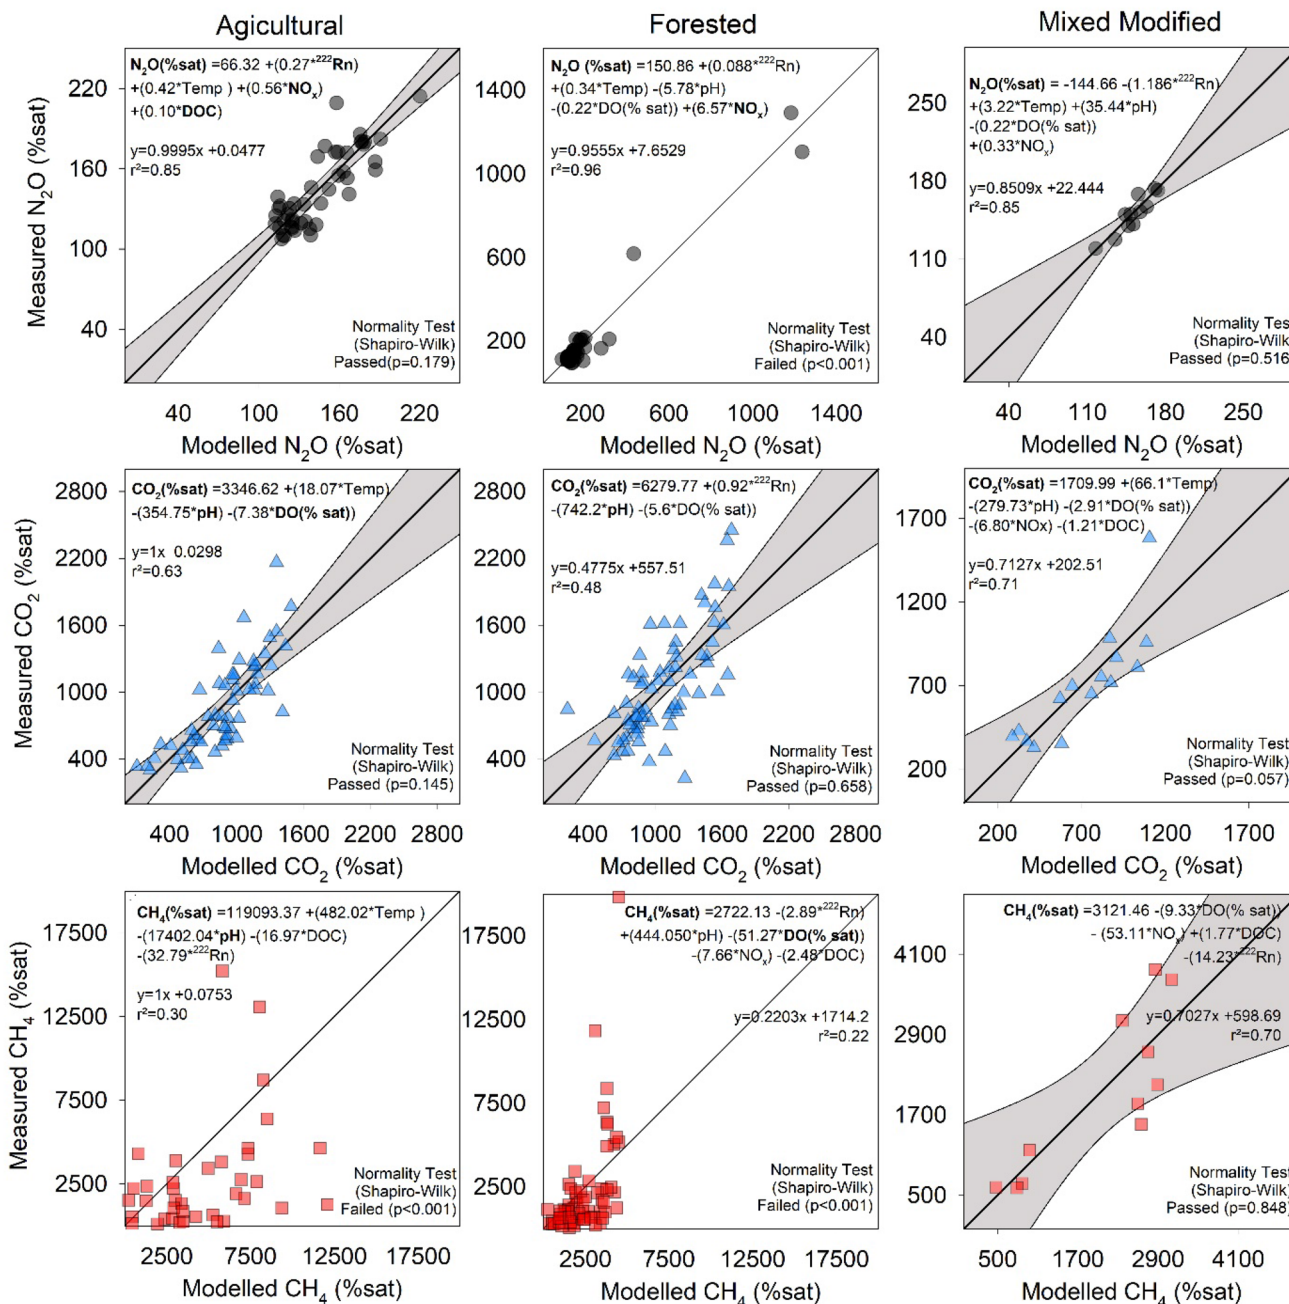 Agicultural
Forested
Mixed Modified
Measured N₂O (%sat)
220
160
100
40
N₂O(%sat) =66.32 +(0.27*²²²Rn)
+(0.42*Temp ) +(0.56*NOₓ)
+(0.10*DOC)
y=0.9995x +0.0477
r²=0.85
Normality Test
(Shapiro-Wilk)
Passed(p=0.179)
40 100 160 220
Modelled N₂O (%sat)
1400
1000
600
200
N₂O (%sat) =150.86 +(0.088*²²²Rn)
+(0.34*Temp) -(5.78*pH)
-(0.22*DO(% sat)) +(6.57*NOₓ)
y=0.9555x +7.6529
r²=0.96
Normality Test
(Shapiro-Wilk)
Failed (p<0.001)
200 600 1000 1400
Modelled N₂O (%sat)
250
180
110
40
N₂O(%sat) = -144.66 -(1.186*²²²Rn)
+(3.22*Temp) +(35.44*pH)
-(0.22*DO(% sat))
+(0.33*NOₓ)
y=0.8509x +22.444
r²=0.85
Normality Test
(Shapiro-Wilk)
Passed (p=0.516)
40 110 180 250
Modelled N₂O (%sat)
Measured CO₂ (%sat)
2800
2200
1600
1000
400
CO₂(%sat) =3346.62 +(18.07*Temp)
-(354.75*pH) -(7.38*DO(% sat))
y=1x 0.0298
r²=0.63
Normality Test
(Shapiro-Wilk)
Passed (p=0.145)
400 1000 1600 2200 2800
Modelled CO₂ (%sat)
2800
2200
1600
1000
400
CO₂(%sat) =6279.77 +(0.92*²²²Rn)
-(742.2*pH) -(5.6*DO(% sat))
y=0.4775x +557.51
r²=0.48
Normality Test
(Shapiro-Wilk)
Passed (p=0.658)
400 1000 1600 2200 2800
Modelled CO₂ (%sat)
1700
1200
700
200
CO₂(%sat) =1709.99 +(66.1*Temp)
-(279.73*pH) -(2.91*DO(% sat))
-(6.80*NOx) -(1.21*DOC)
y=0.7127x +202.51
r²=0.71
Normality Test
(Shapiro-Wilk)
Passed (p=0.057)
200 700 1200 1700
Modelled CO₂ (%sat)
Measured CH₄ (%sat)
17500
12500
7500
2500
CH₄(%sat) =119093.37 +(482.02*Temp )
-(17402.04*pH) -(16.97*DOC)
-(32.79*²²²Rn)
y=1x +0.0753
r²=0.30
Normality Test
(Shapiro-Wilk)
Failed (p<0.001)
2500 7500 12500 17500
Modelled CH₄ (%sat)
17500
12500
7500
2500
CH₄(%sat) =2722.13 -(2.89*²²²Rn)
+(444.050*pH) -(51.27*DO(% sat))
-(7.66*NOₓ) -(2.48*DOC)
y=0.2203x +1714.2
r²=0.22
Normality Test
(Shapiro-Wilk)
Failed (p<0.001)
2500 7500 12500 17500
Modelled CH₄ (%sat)
4100
2900
1700
500
CH₄(%sat) =3121.46 -(9.33*DO(% sat))
- (53.11*NOₓ) +(1.77*DOC)
-(14.23*²²²Rn)
y=0.7027x +598.69
r²=0.70
Normality Test
(Shapiro-Wilk)
Passed (p=0.848)
500 1700 2900 4100
Modelled CH₄ (%sat)